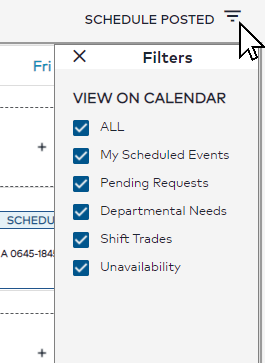 SCHEDULE POSTED
Fri
Filters
VIEW ON CALENDAR
ALL
My Scheduled Events
Pending Requests
Departmental Needs
SCHEDU
Shift Trades
A 0645-184
Unavailability